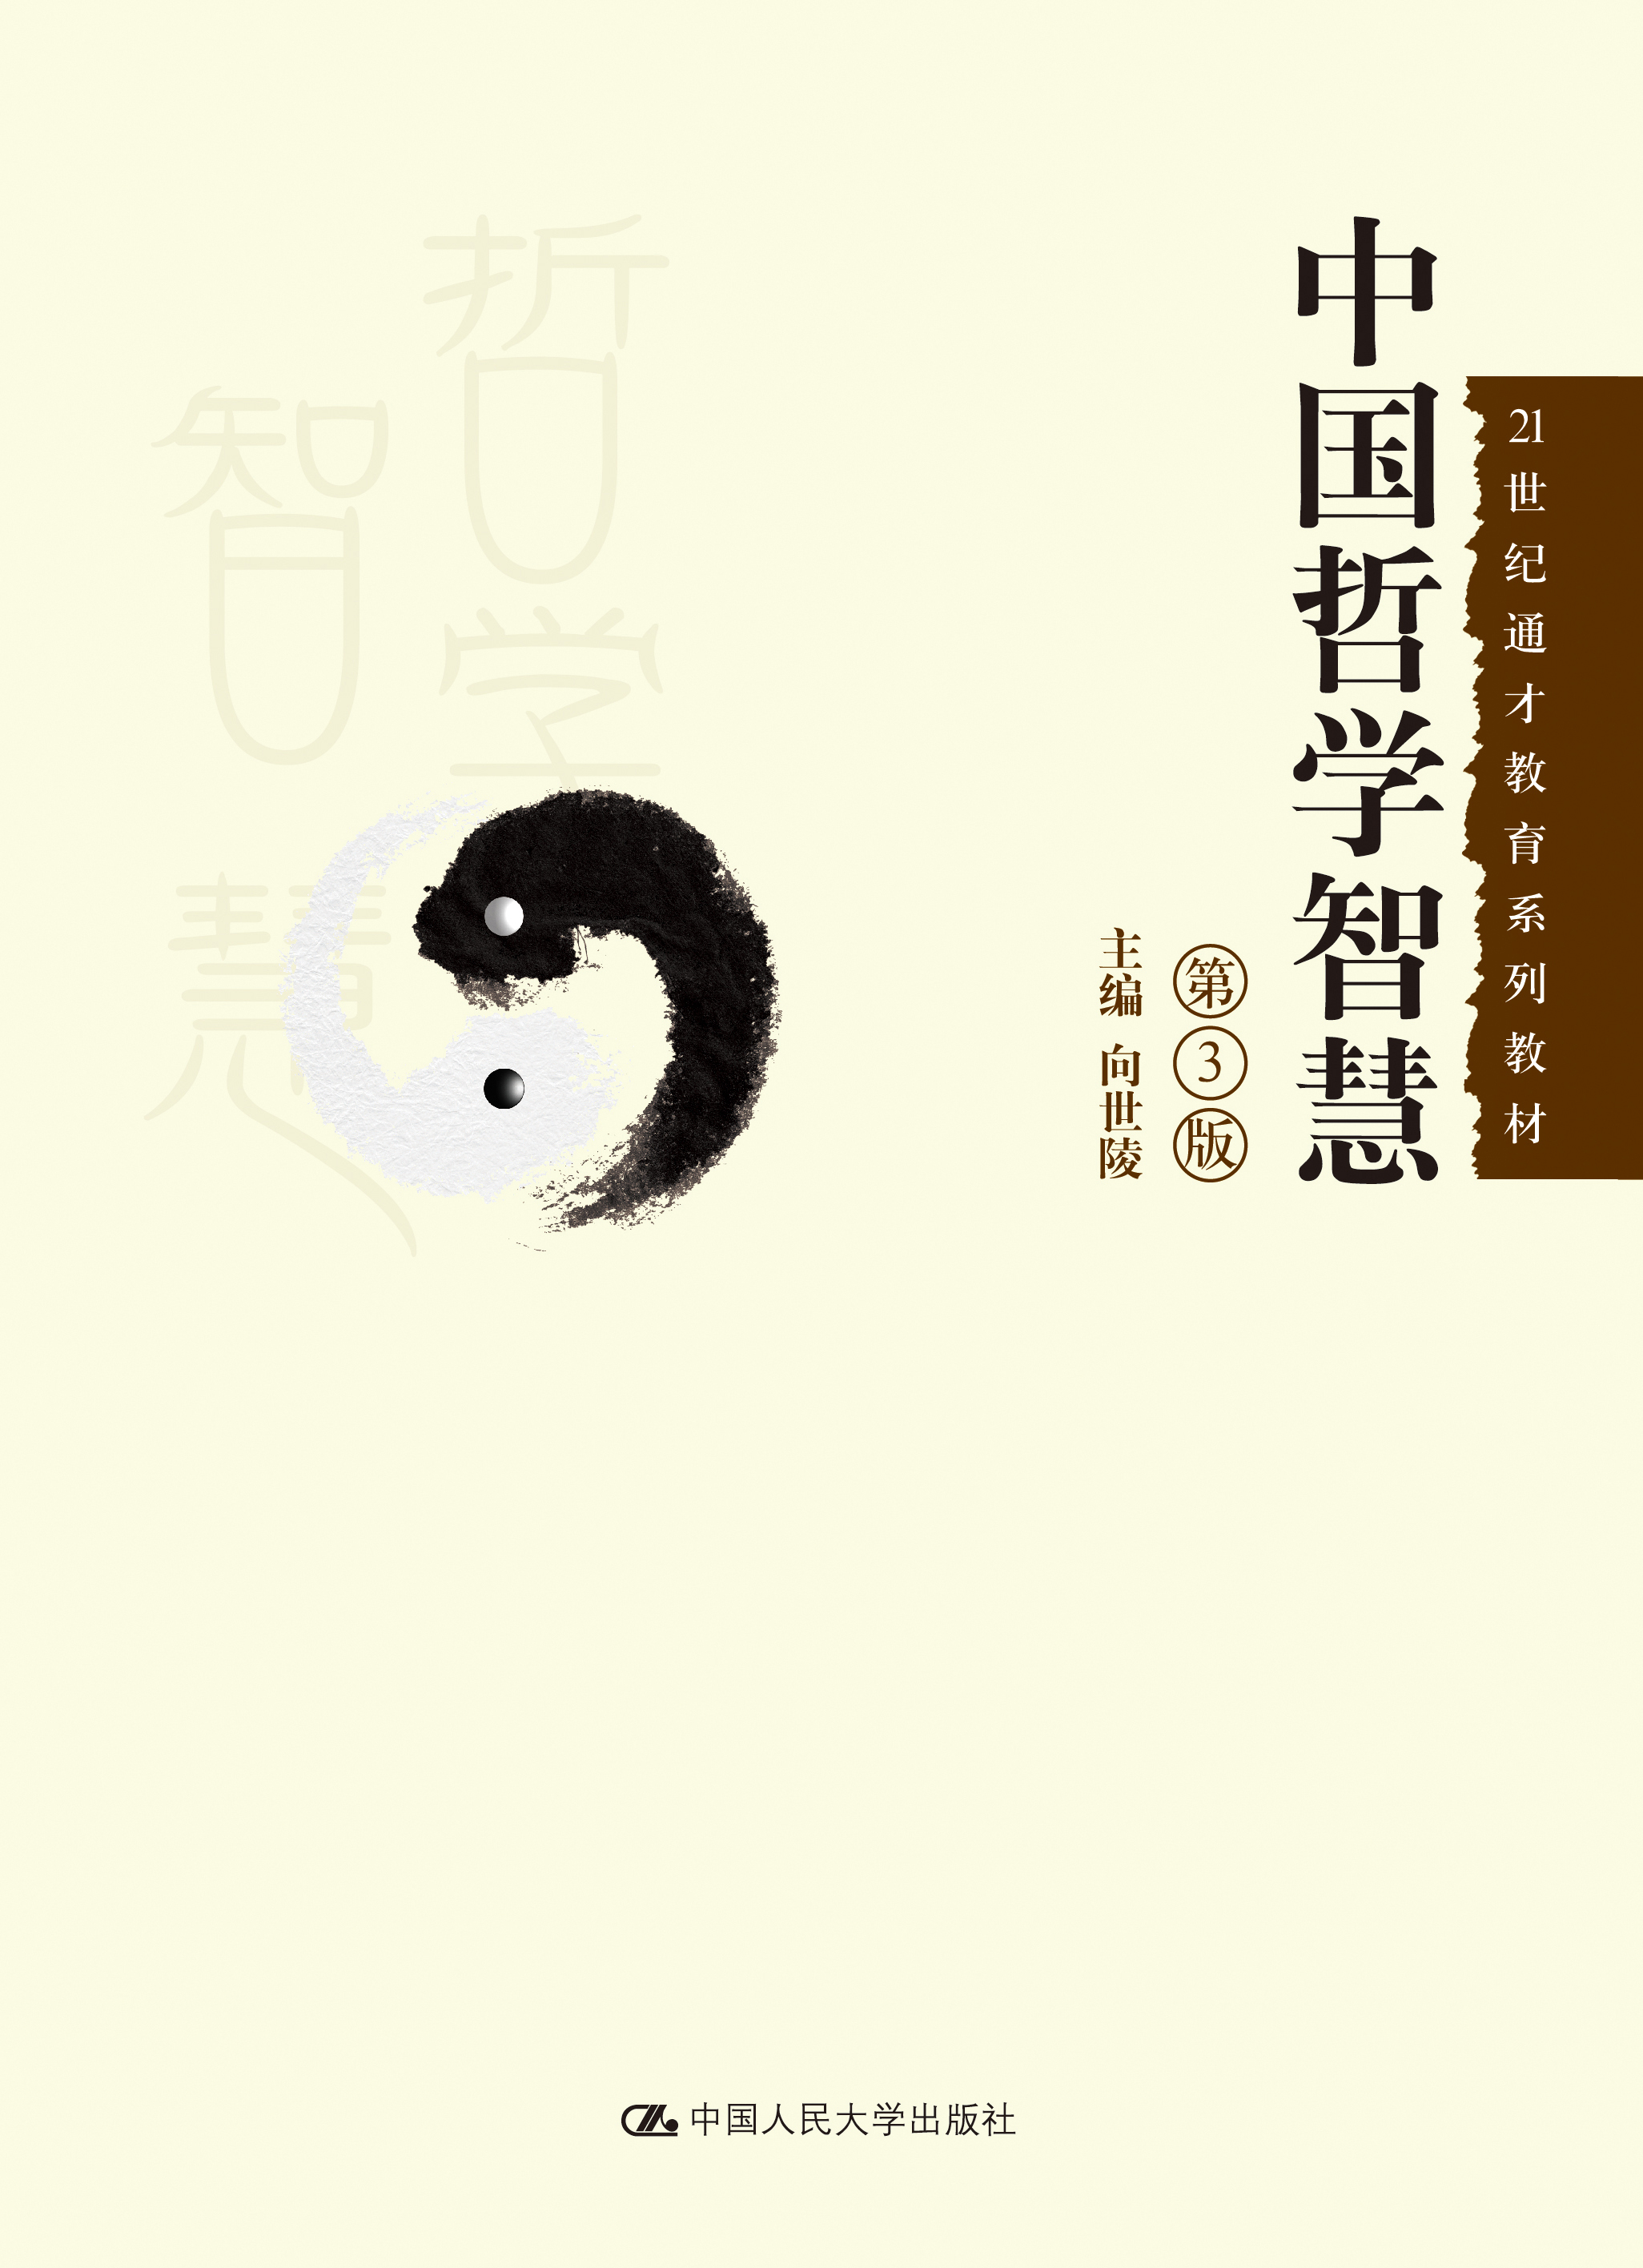 21世纪通才教育系列教材
中国哲学智慧
第3版
主编 向世陵
哲学
智慧
中国人民大学出版社